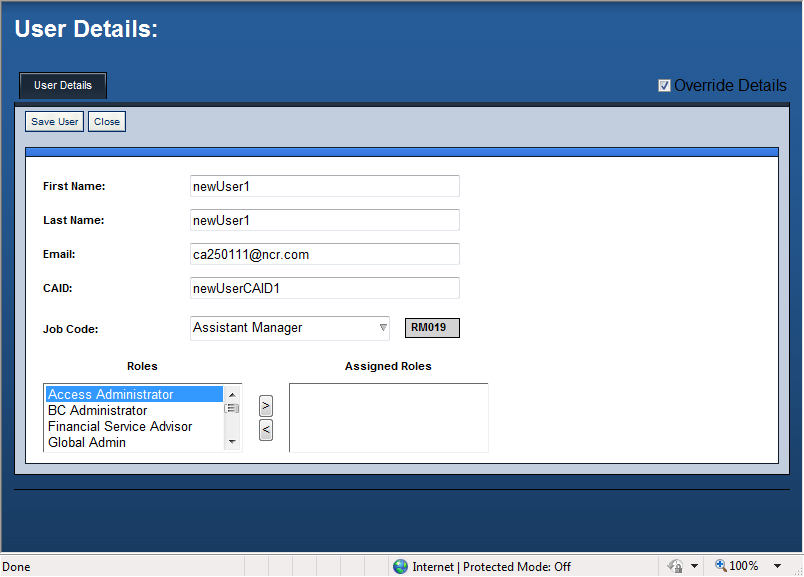 User Details:
User Details
Override Details
Save User Close
First Name: newUser1
Last Name: newUser1
Email: ca250111@ncr.com
CAID: newUserCAID1
Job Code: Assistant Manager RM019
Roles Assigned Roles
Access Administrator
>
BC Administrator
Financial Service Advisor
<
Global Admin
Done Internet | Protected Mode: Off 100%